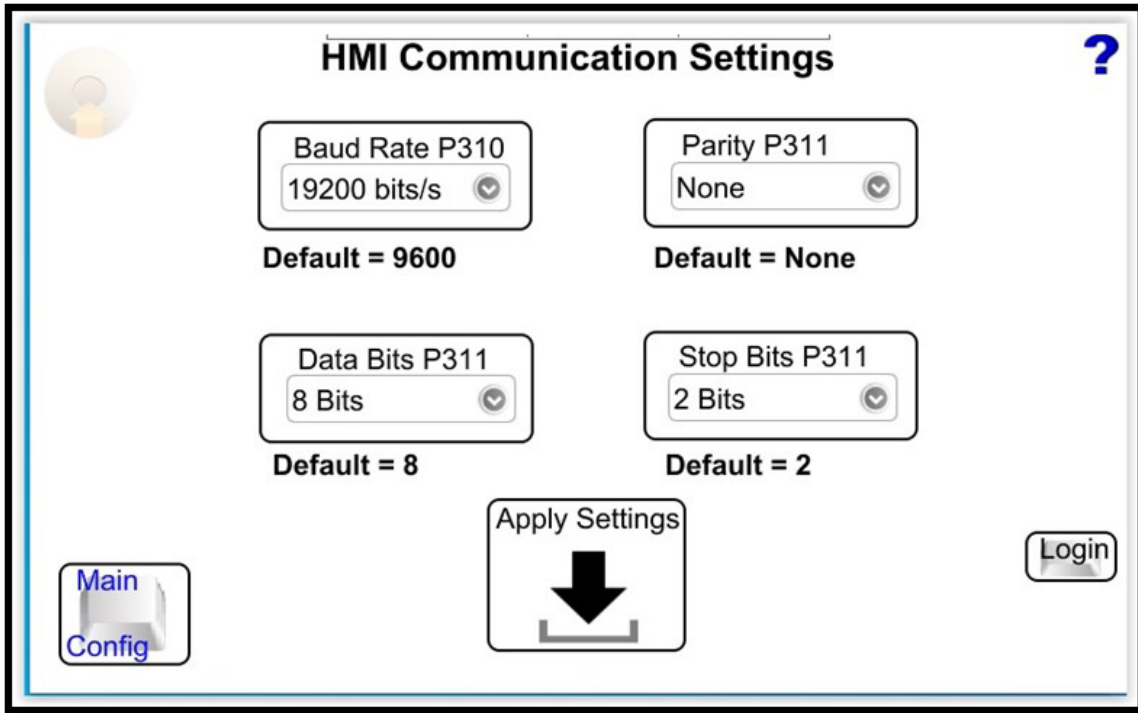 HMI Communication Settings
?
Baud Rate P310
19200 bits/s
Default = 9600
Parity P311
None
Default = None
Data Bits P311
8 Bits
Default = 8
Stop Bits P311
2 Bits
Default = 2
Apply Settings
Login
Main
Config